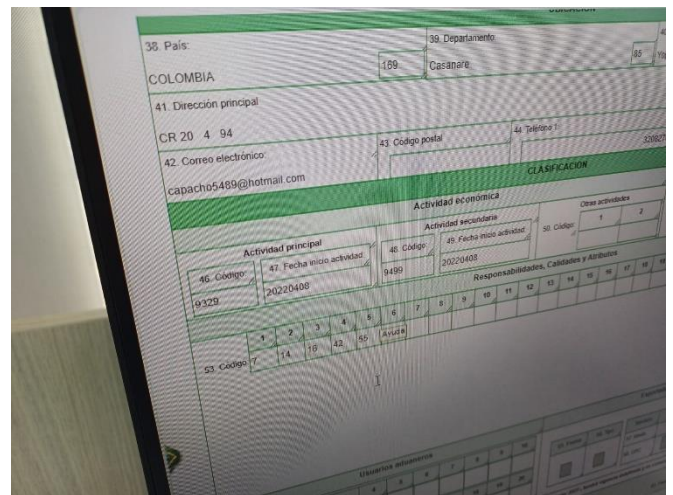 38. País:
39. Departamento:
COLOMBIA
169
Casanare
85
41. Dirección principal
CR 20 4 94
42. Correo electrónico:
43. Código postal
44. Teléfono 1:
capacho5489@hotmail.com
CLASIFICACIÓN
Actividad económica
Actividad principal
Actividad secundaria
Otras actividades
46. Código:
47. Fecha inicio actividad:
48. Código:
49. Fecha inicio actividad:
50. Código:
1
2
9329
20220408
9499
20220408
Responsabilidades, Calidades y Atributos
1 2 3 4 5 6 7 8 9 10 11 12 13 14 15 16 17 18
53. Código
7 14 16 42 55 Ayuda
Usuarios aduaneros